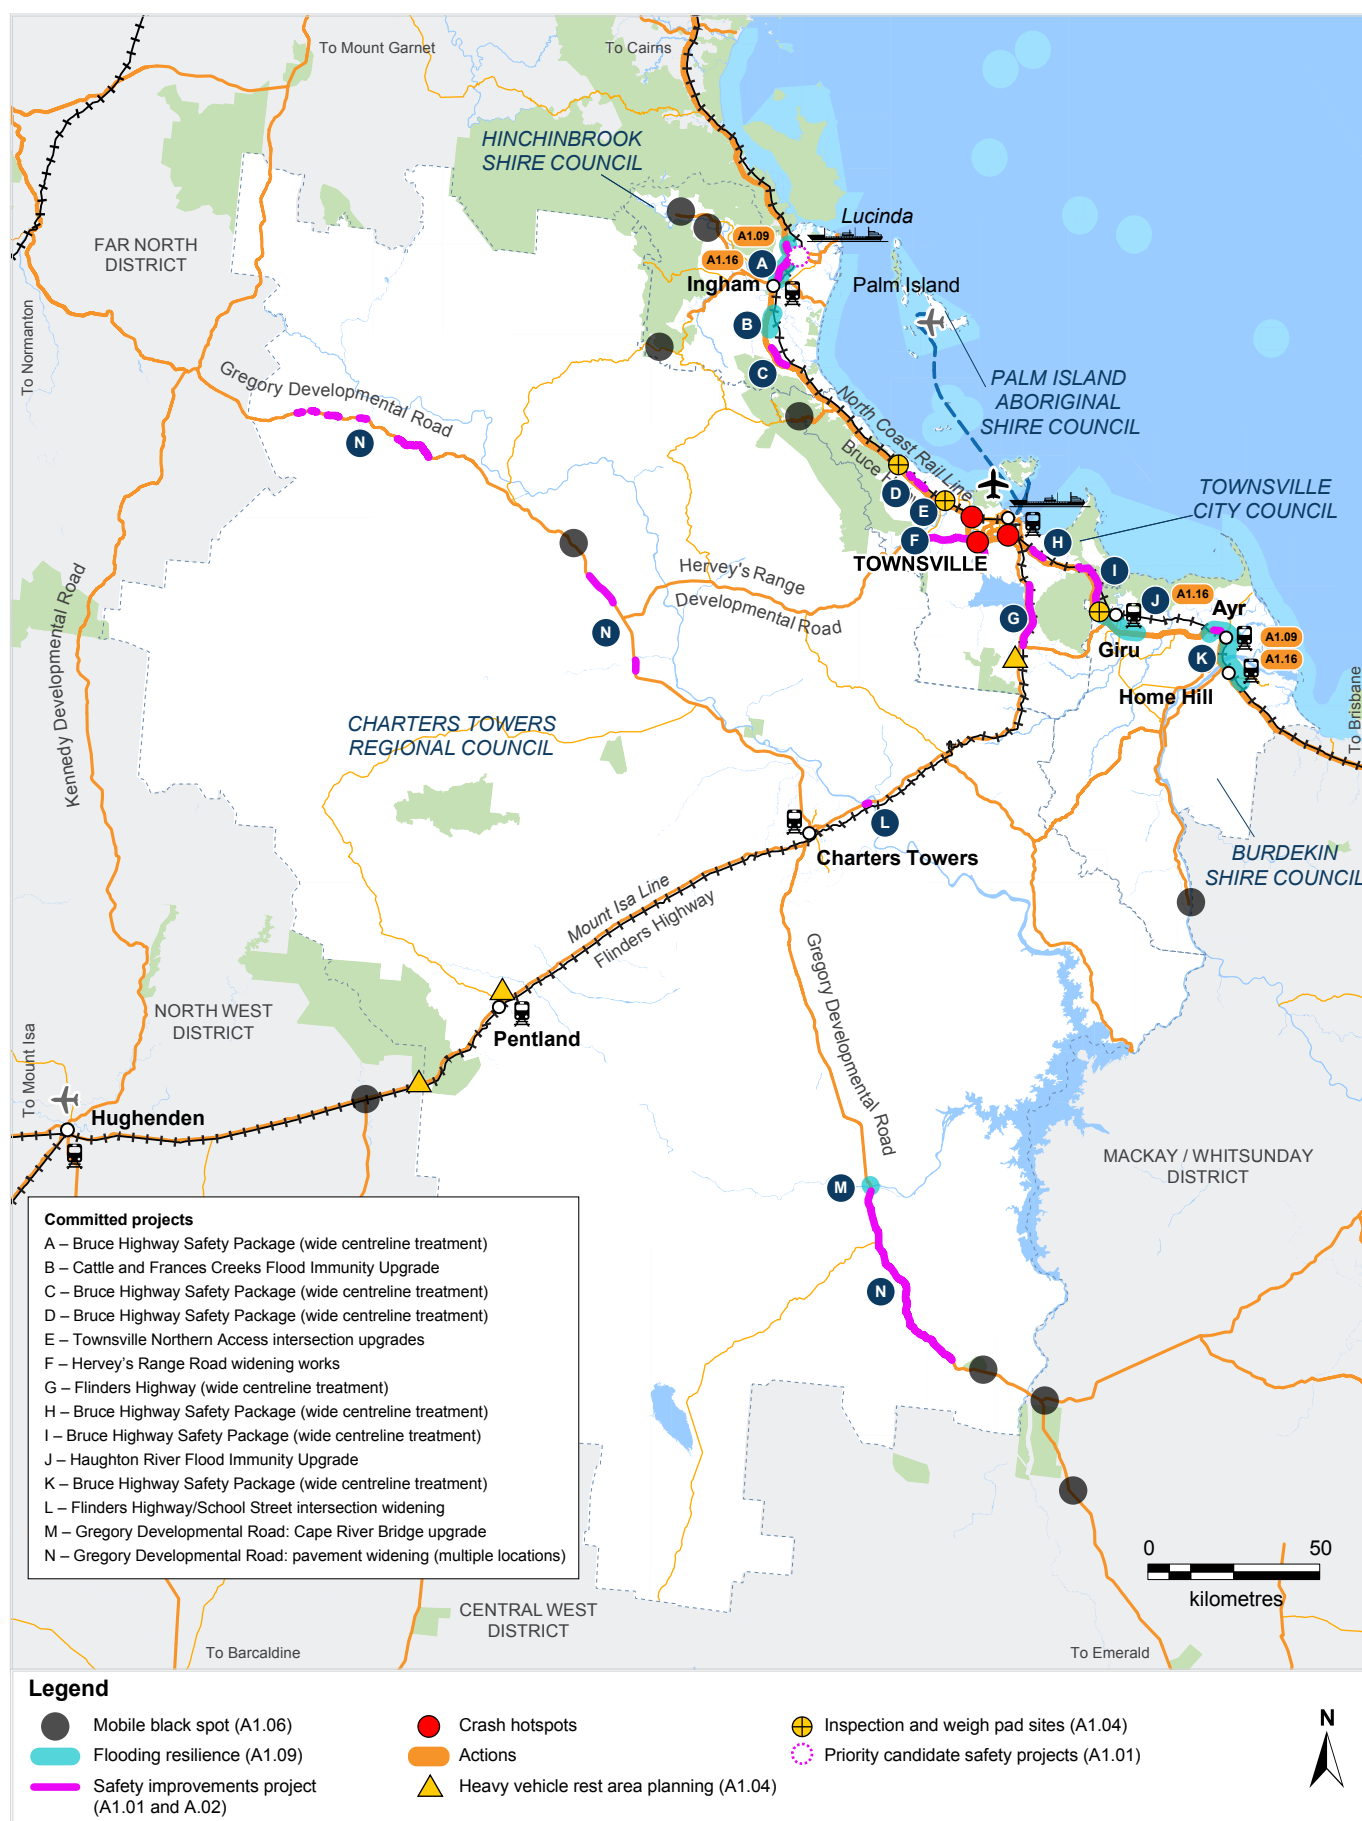 To Mount Garnet
To Cairns
HINCHINBROOK
SHIRE COUNCIL
Lucinda
A1.09
FAR NORTH
DISTRICT
A1.16
A
Ingham
Palm Island
To Normanton
B
C
PALM ISLAND
ABORIGINAL
SHIRE COUNCIL
Gregory Developmental Road
N
North Coast Rail Line
Bruce
D
E
F
TOWNSVILLE
CITY COUNCIL
TOWNSVILLE
H
I
Hervey's Range
Developmental Road
J
A1.16
Ayr
G
N
Giru
A1.09
K
A1.16
Home Hill
Kennedy Developmental Road
To Brisbane
CHARTERS TOWERS
REGIONAL COUNCIL
L
Charters Towers
BURDEKIN
SHIRE COUNCIL
Mount Isa Line
Flinders Highway
Gregory Developmental Road
NORTH WEST
DISTRICT
Pentland
To Mount Isa
Hughenden
MACKAY / WHITSUNDAY
DISTRICT
M
N
Committed projects
A – Bruce Highway Safety Package (wide centreline treatment)
B – Cattle and Frances Creeks Flood Immunity Upgrade
C – Bruce Highway Safety Package (wide centreline treatment)
D – Bruce Highway Safety Package (wide centreline treatment)
E – Townsville Northern Access intersection upgrades
F – Hervey's Range Road widening works
G – Flinders Highway (wide centreline treatment)
H – Bruce Highway Safety Package (wide centreline treatment)
I – Bruce Highway Safety Package (wide centreline treatment)
J – Haughton River Flood Immunity Upgrade
K – Bruce Highway Safety Package (wide centreline treatment)
L – Flinders Highway/School Street intersection widening
M – Gregory Developmental Road: Cape River Bridge upgrade
N – Gregory Developmental Road: pavement widening (multiple locations)
0 50
kilometres
CENTRAL WEST
DISTRICT
To Barcaldine
To Emerald
Legend
Mobile black spot (A1.06)
Flooding resilience (A1.09)
Safety improvements project
(A1.01 and A.02)
Crash hotspots
Actions
Heavy vehicle rest area planning (A1.04)
Inspection and weigh pad sites (A1.04)
Priority candidate safety projects (A1.01)
N